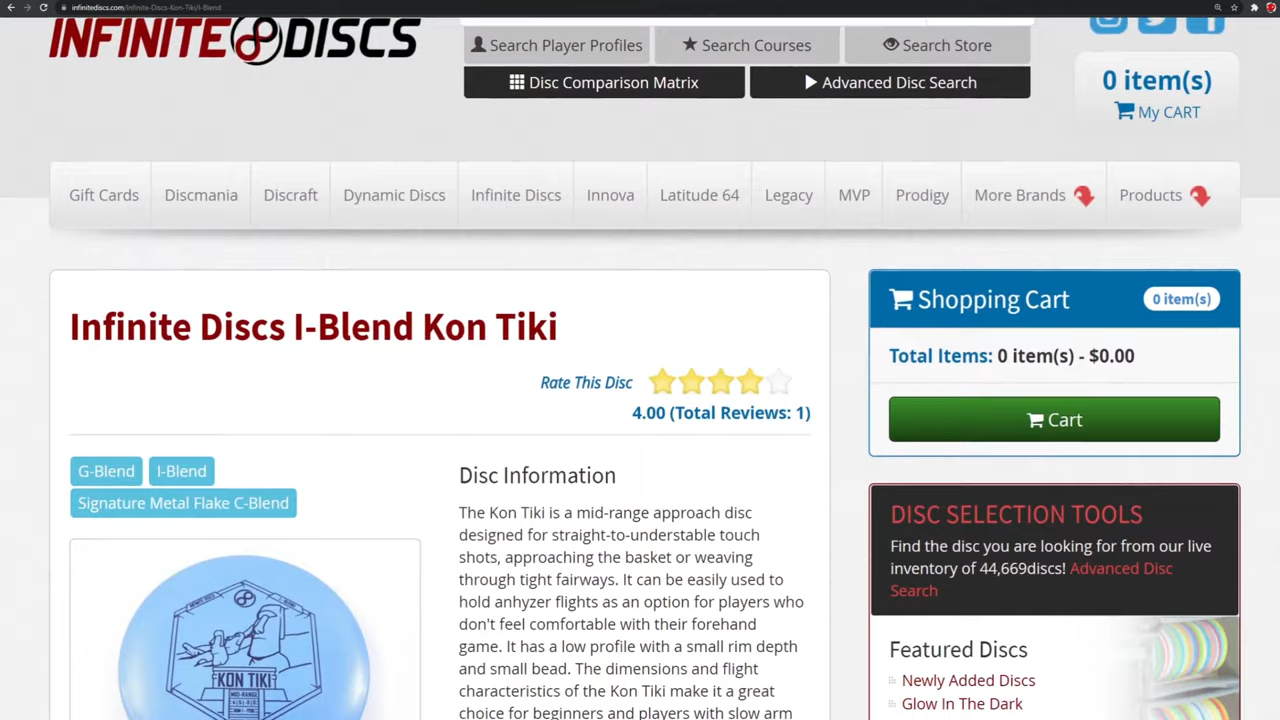 infinitediscs.com/Infinite-Discs-Kon-Tiki/I-Blend
INFINITE DISCS
Search Player Profiles
Search Courses
Search Store
Disc Comparison Matrix
Advanced Disc Search
0 item(s)
My CART
Gift Cards
Discmania
Discraft
Dynamic Discs
Infinite Discs
Innova
Latitude 64
Legacy
MVP
Prodigy
More Brands
Products
Infinite Discs I-Blend Kon Tiki
Rate This Disc
4.00 (Total Reviews: 1)
G-Blend
I-Blend
Signature Metal Flake C-Blend
KON TIKI
MID-RANGE
Disc Information
The Kon Tiki is a mid-range approach disc
designed for straight-to-understable touch
shots, approaching the basket or weaving
through tight fairways. It can be easily used to
hold anhyzer flights as an option for players who
don't feel comfortable with their forehand
game. It has a low profile with a small rim depth
and small bead. The dimensions and flight
characteristics of the Kon Tiki make it a great
choice for beginners and players with slow arm
Shopping Cart
0 item(s)
Total Items: 0 item(s) - $0.00
Cart
DISC SELECTION TOOLS
Find the disc you are looking for from our live
inventory of 44,669discs! Advanced Disc
Search
Featured Discs
Newly Added Discs
Glow In The Dark